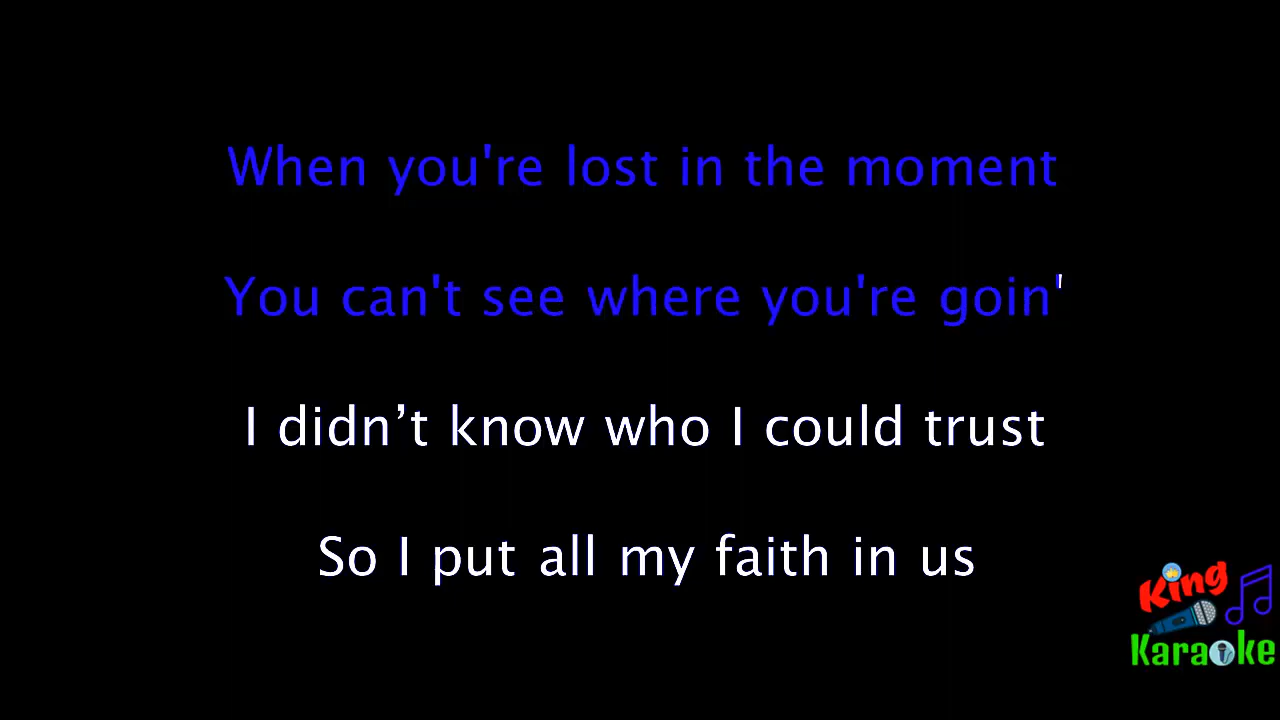 When you're lost in the moment
You can't see where you're goin'
I didn’t know who I could trust
So I put all my faith in us
King
Karaoke